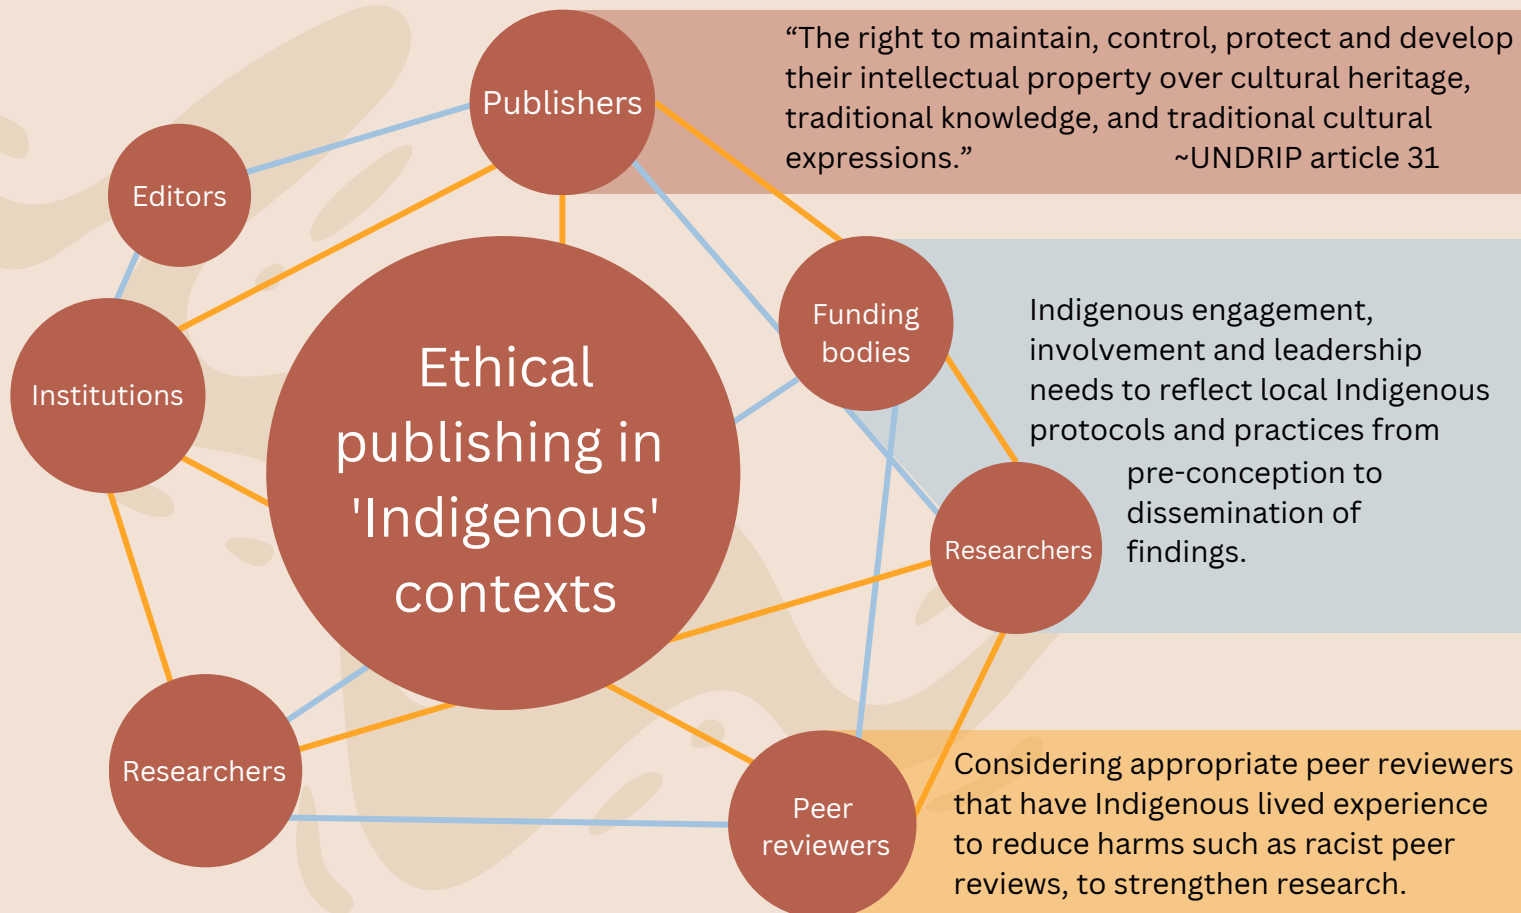 Publishers
“The right to maintain, control, protect and develop
their intellectual property over cultural heritage,
traditional knowledge, and traditional cultural
expressions.” ~UNDRIP article 31
Editors
Institutions
Ethical
publishing in
'Indigenous'
contexts
Funding
bodies
Indigenous engagement,
involvement and leadership
needs to reflect local Indigenous
protocols and practices from
pre-conception to
dissemination of
findings.
Researchers
Researchers
Peer
reviewers
Considering appropriate peer reviewers
that have Indigenous lived experience
to reduce harms such as racist peer
reviews, to strengthen research.